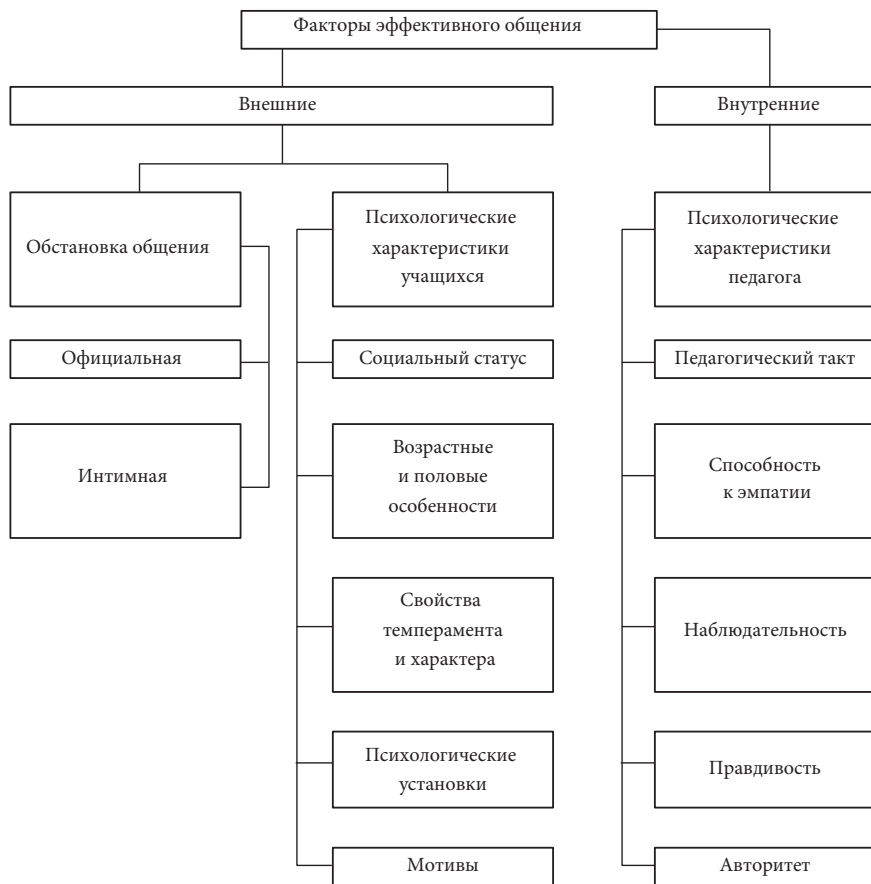 Факторы эффективного общения
Внешние
Внутренние
Обстановка общения
Психологические
характеристики
учащихся
Психологические
характеристики
педагога
Официальная
Социальный статус
Педагогический такт
Интимная
Возрастные
и половые
особенности
Способность
к эмпатии
Свойства
темперамента
и характера
Наблюдательность
Психологические
установки
Правдивость
Мотивы
Авторитет